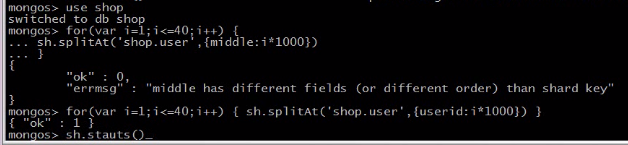 mongos> use shop
switched to db shop
mongos> for(var i=1;i<=40;i++) {
... sh.splitAt('shop.user',{middle:i*1000})
... }
{
        "ok" : 0,
        "errmsg" : "middle has different fields (or different order) than shard key"
}
mongos> for(var i=1;i<=40;i++) { sh.splitAt('shop.user',{userid:i*1000}) }
{ "ok" : 1 }
mongos> sh.stauts()_